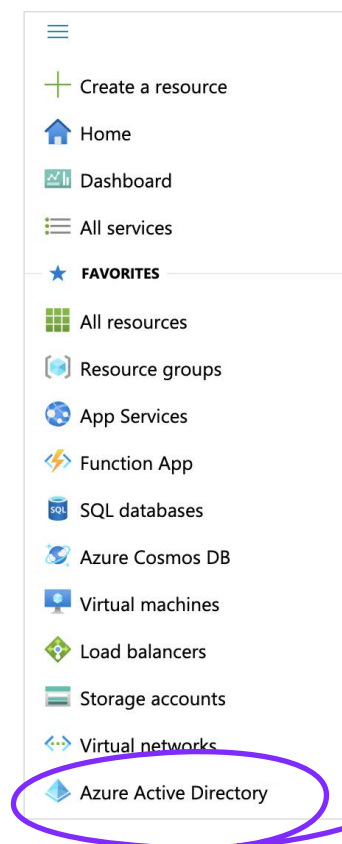 Create a resource
Home
Dashboard
All services
FAVORITES
All resources
Resource groups
App Services
Function App
SQL databases
Azure Cosmos DB
Virtual machines
Load balancers
Storage accounts
Virtual networks
Azure Active Directory